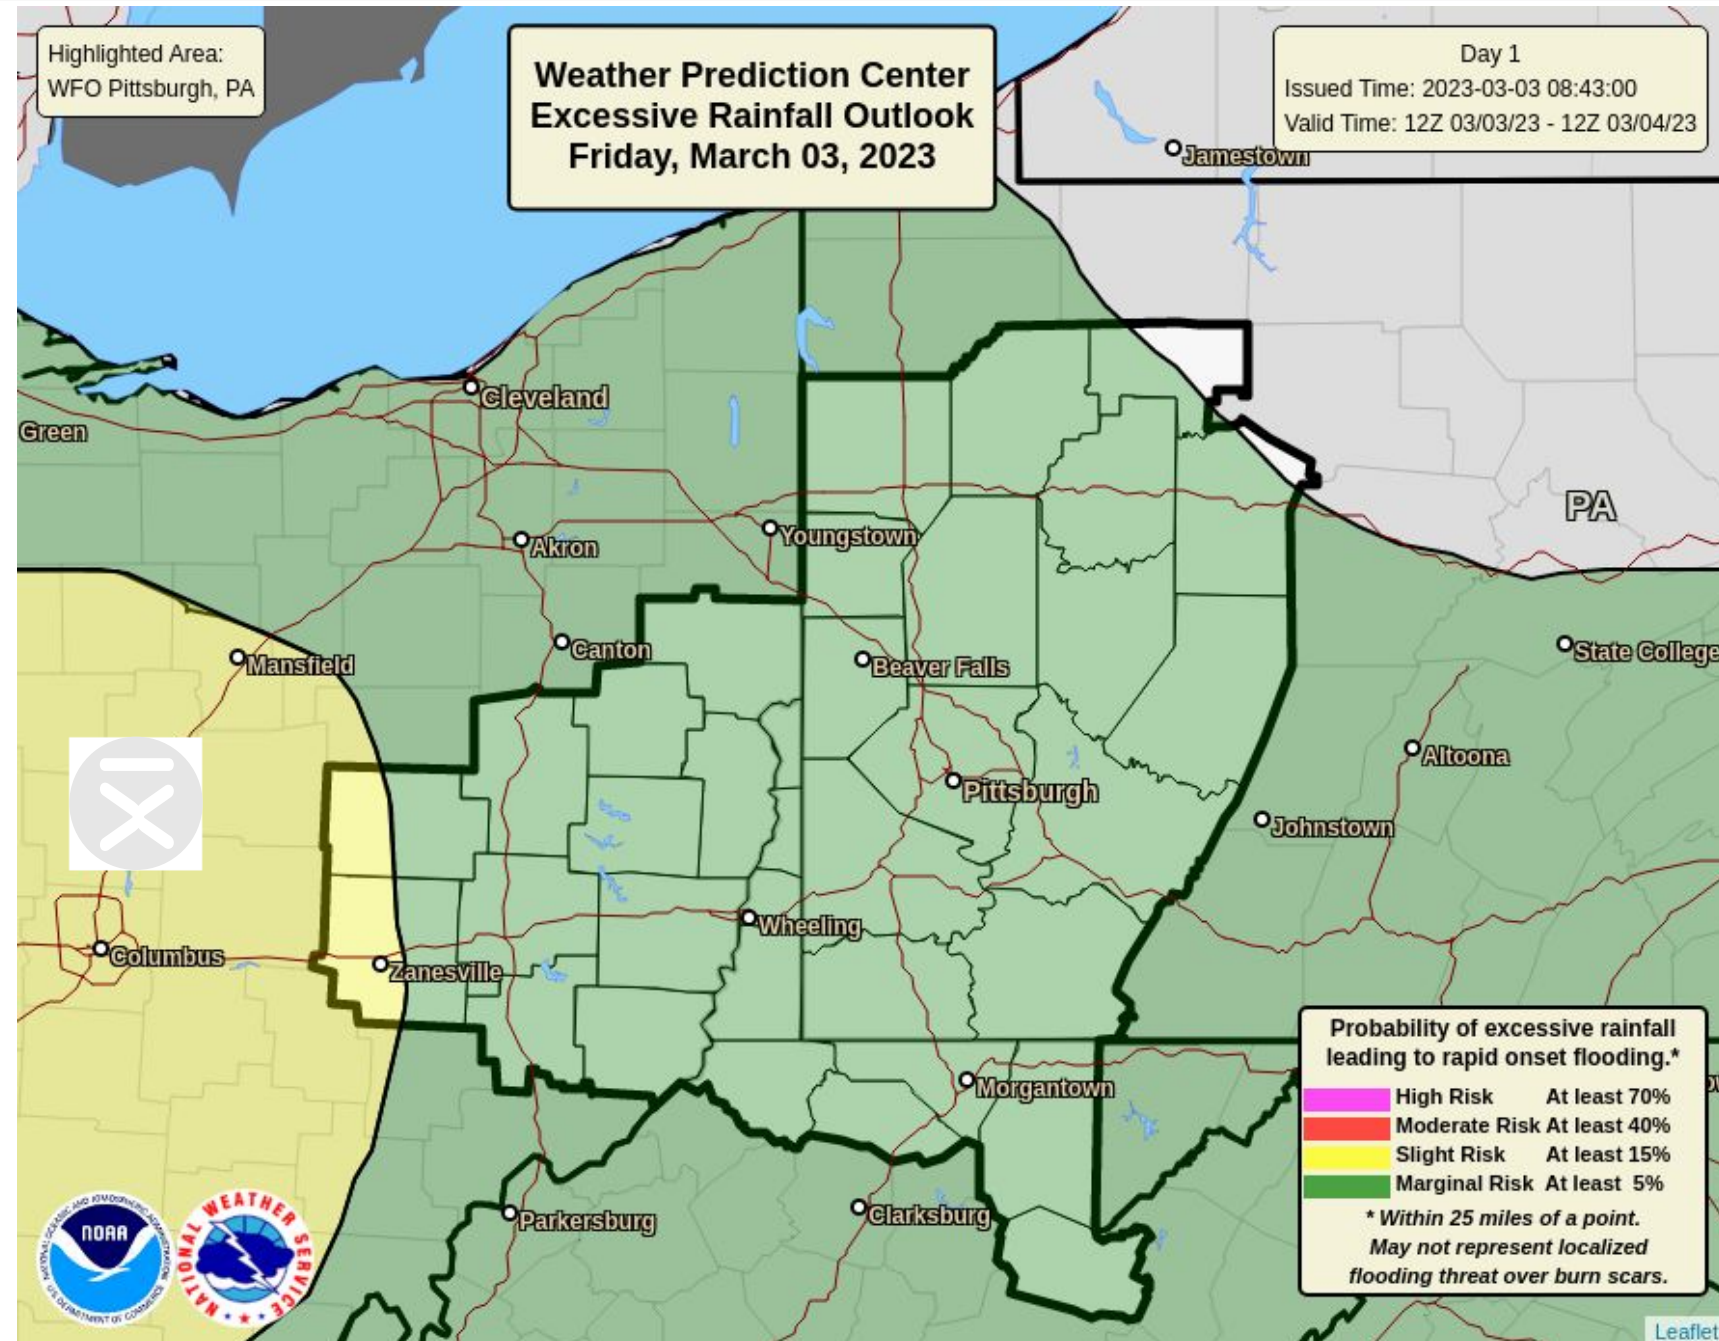 Highlighted Area:
WFO Pittsburgh, PA
Weather Prediction Center
Excessive Rainfall Outlook
Friday, March 03, 2023
Day 1
Issued Time: 2023-03-03 08:43:00
Valid Time: 12Z 03/03/23 - 12Z 03/04/23
Jamestown
Cleveland
Green
PA
Youngstown
Akron
Canton
Mansfield
Beaver Falls
State College
Altoona
Pittsburgh
Johnstown
Wheeling
Columbus
Zanesville
Morgantown
Parkersburg
Clarksburg
Probability of excessive rainfall
leading to rapid onset flooding.*
High Risk At least 70%
Moderate Risk At least 40%
Slight Risk At least 15%
Marginal Risk At least 5%
* Within 25 miles of a point.
May not represent localized
flooding threat over burn scars.
NOAA
NATIONAL WEATHER SERVICE
Leaflet